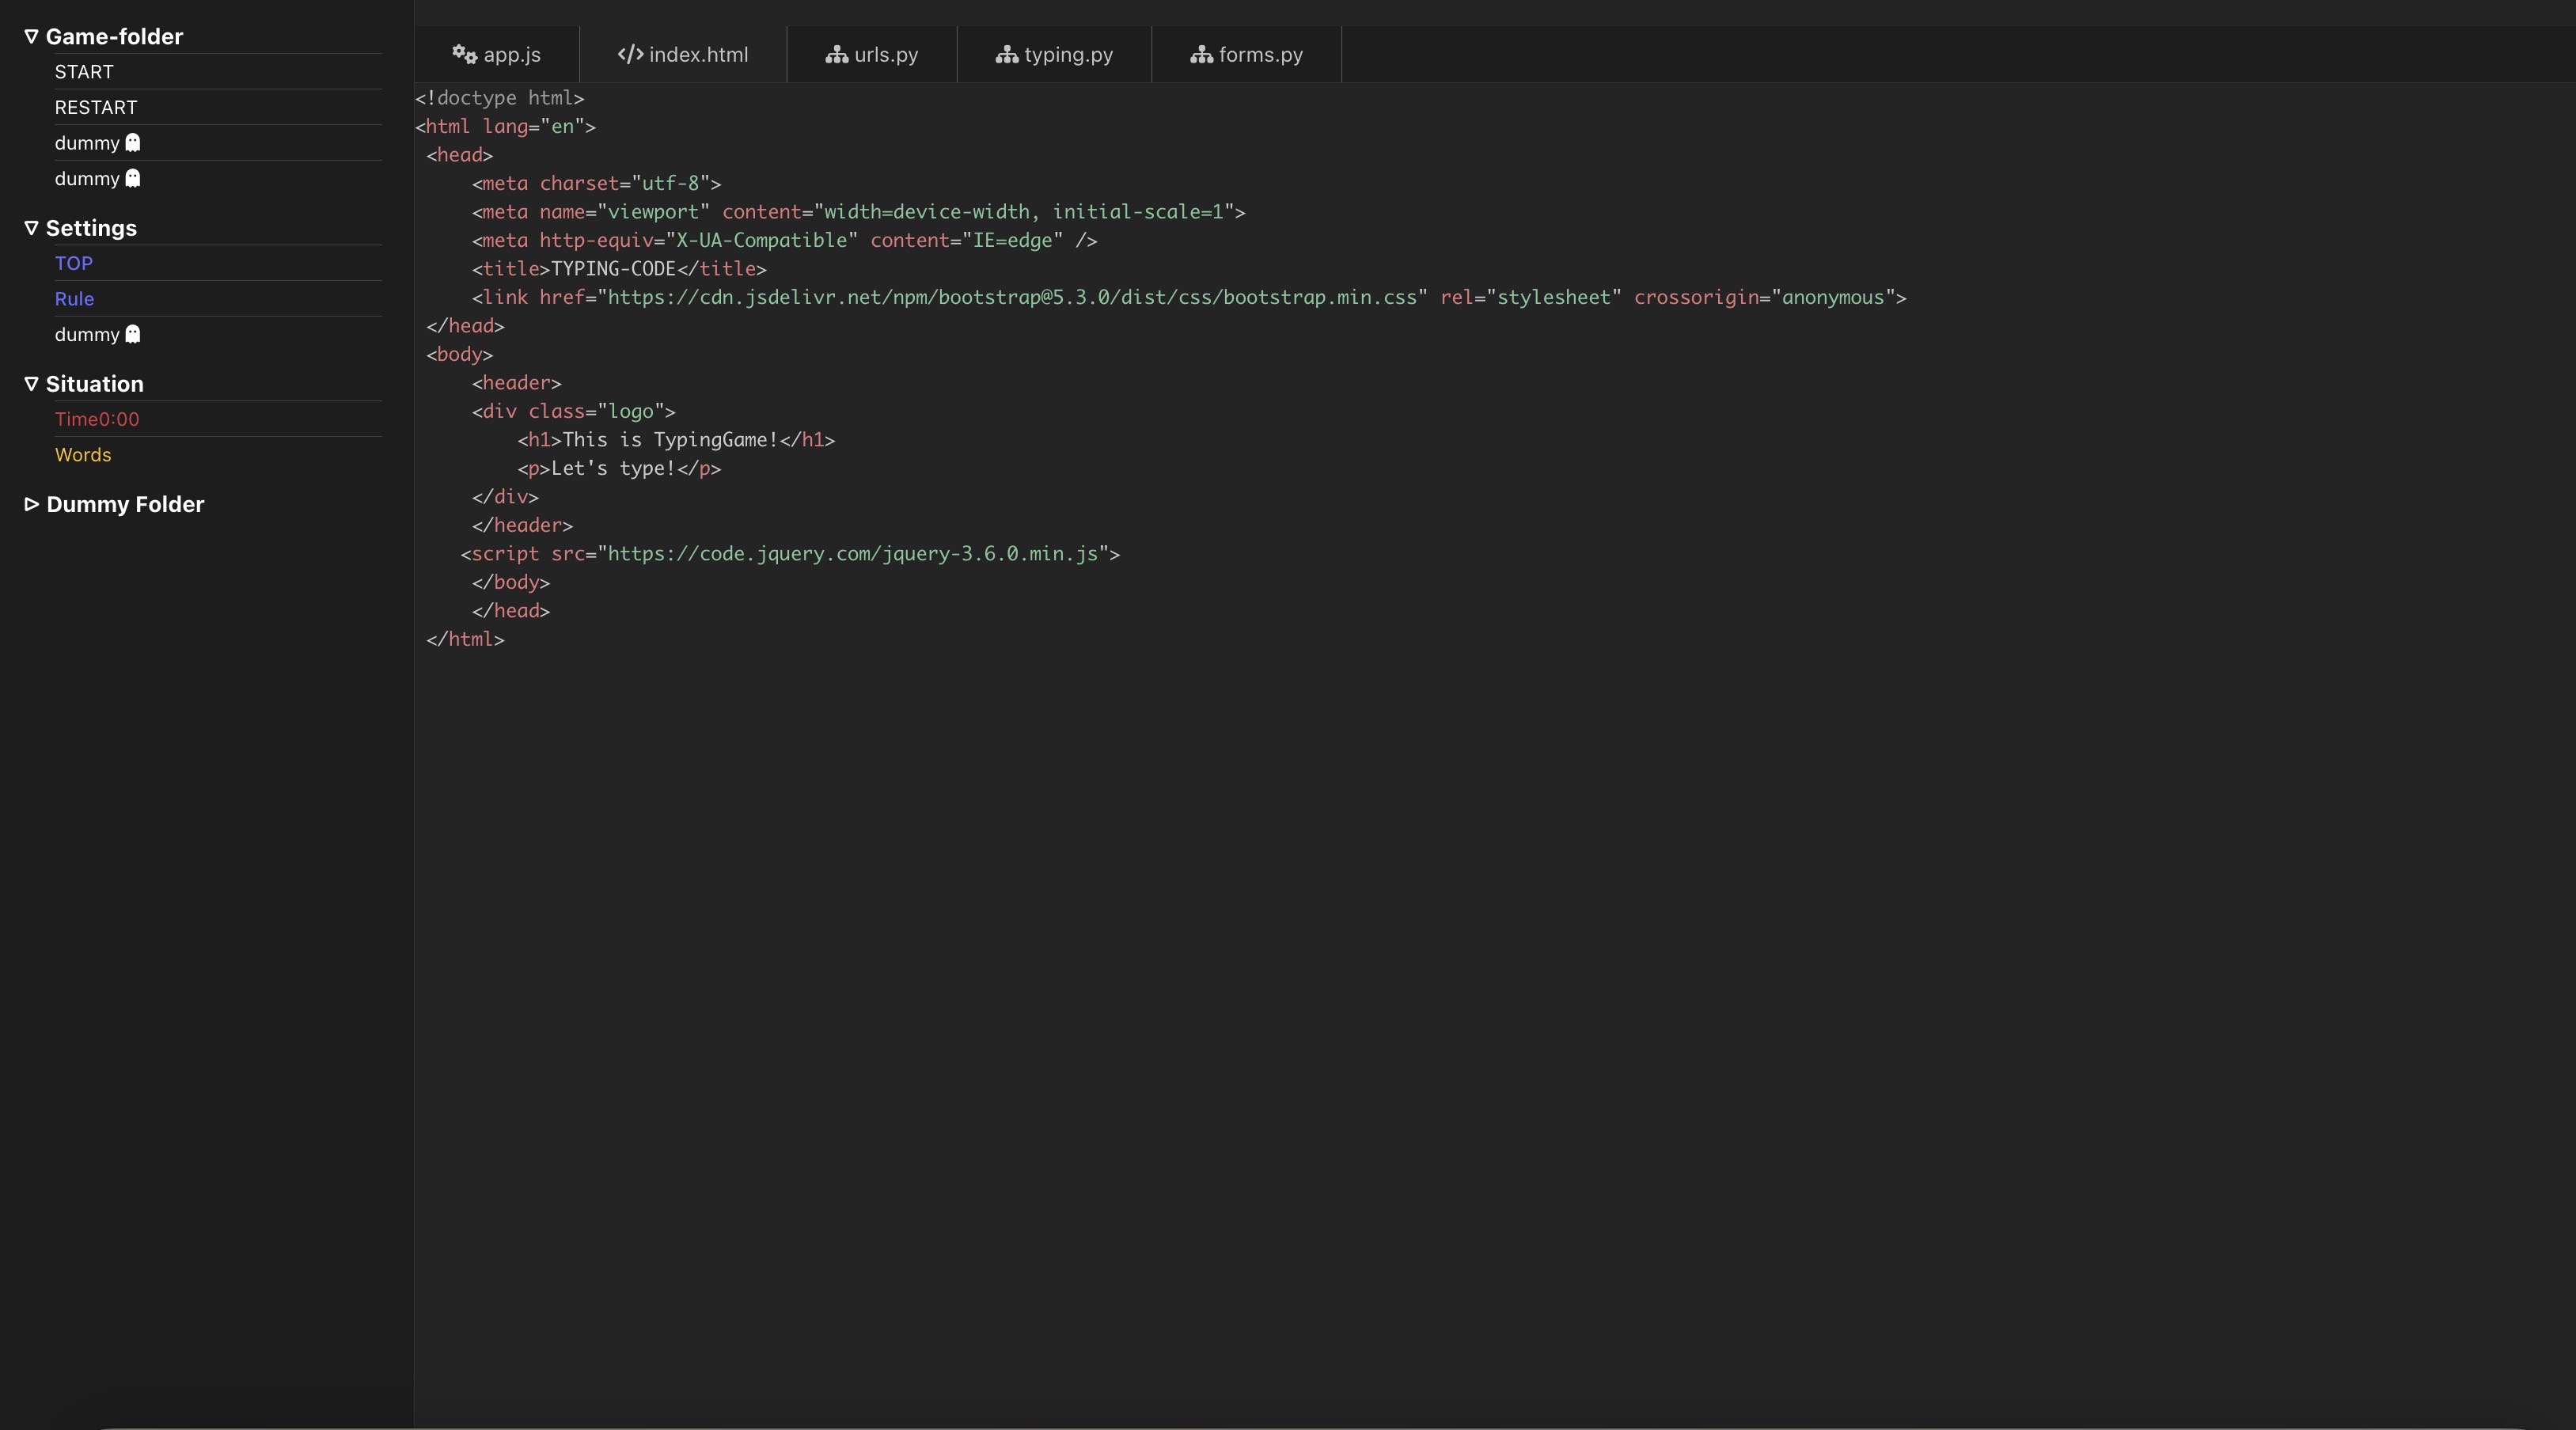 Game-folder
START
RESTART
dummy
dummy
Settings
TOP
Rule
dummy
Situation
Time0:00
Words
Dummy Folder
app.js index.html urls.py typing.py forms.py
<!doctype html>
<html lang="en">
<head>
<meta charset="utf-8">
<meta name="viewport" content="width=device-width, initial-scale=1">
<meta http-equiv="X-UA-Compatible" content="IE=edge" />
<title>TYPING-CODE</title>
<link href="https://cdn.jsdelivr.net/npm/bootstrap@5.3.0/dist/css/bootstrap.min.css" rel="stylesheet" crossorigin="anonymous">
</head>
<body>
<header>
<div class="logo">
<h1>This is TypingGame!</h1>
<p>Let's type!</p>
</div>
</header>
<script src="https://code.jquery.com/jquery-3.6.0.min.js">
</body>
</head>
</html>